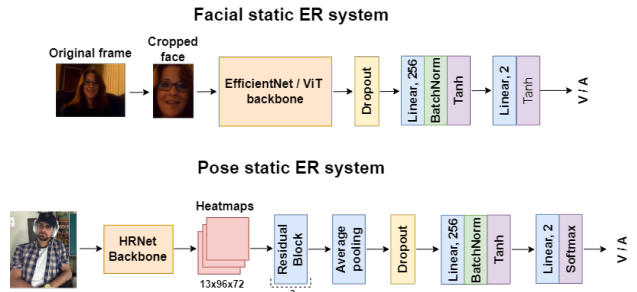 Facial static ER system
Original frame
Cropped
face
EfficientNet / ViT
backbone
Dropout
Linear, 256
BatchNorm
Tanh
Linear, 2
Tanh
V / A
Pose static ER system
HRNet
Backbone
Heatmaps
13x96x72
Residual
Block
Average
pooling
Dropout
Linear, 256
BatchNorm
Tanh
Linear, 2
Softmax
V / A